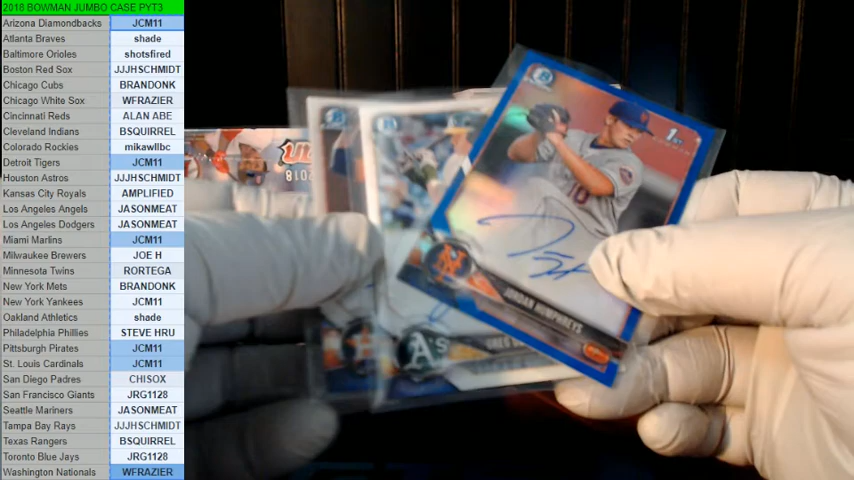 2018 BOWMAN JUMBO CASE PYT3
Arizona Diamondbacks JCM11
Atlanta Braves shade
Baltimore Orioles shotsfired
Boston Red Sox JJJHSCHMIDT
Chicago Cubs BRANDONK
Chicago White Sox WFRAZIER
Cincinnati Reds ALAN ABE
Cleveland Indians BSQUIRREL
Colorado Rockies mikawllbc
Detroit Tigers JCM11
Houston Astros JJJHSCHMIDT
Kansas City Royals AMPLIFIED
Los Angeles Angels JASONMEAT
Los Angeles Dodgers JASONMEAT
Miami Marlins JCM11
Milwaukee Brewers JOE H
Minnesota Twins RORTEGA
New York Mets BRANDONK
New York Yankees JCM11
Oakland Athletics shade
Philadelphia Phillies STEVE HRU
Pittsburgh Pirates JCM11
St. Louis Cardinals JCM11
San Diego Padres CHISOX
San Francisco Giants JRG1128
Seattle Mariners JASONMEAT
Tampa Bay Rays JJJHSCHMIDT
Texas Rangers BSQUIRREL
Toronto Blue Jays JRG1128
Washington Nationals WFRAZIER
1st
10
JORDAN HUMPHREYS
A's
GREG
2018